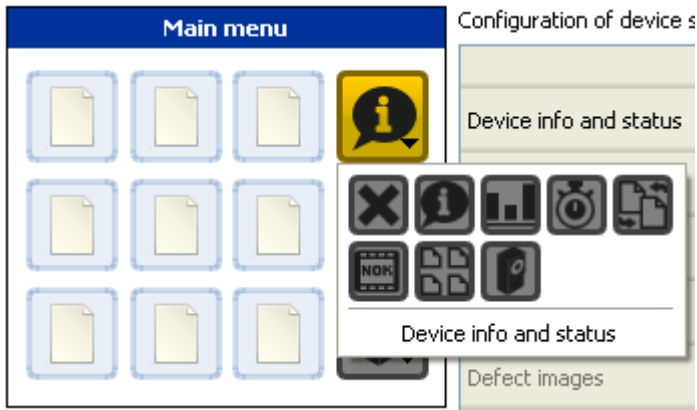 Main menu
Configuration of device s
Device info and status
NOK
Device info and status
Defect images